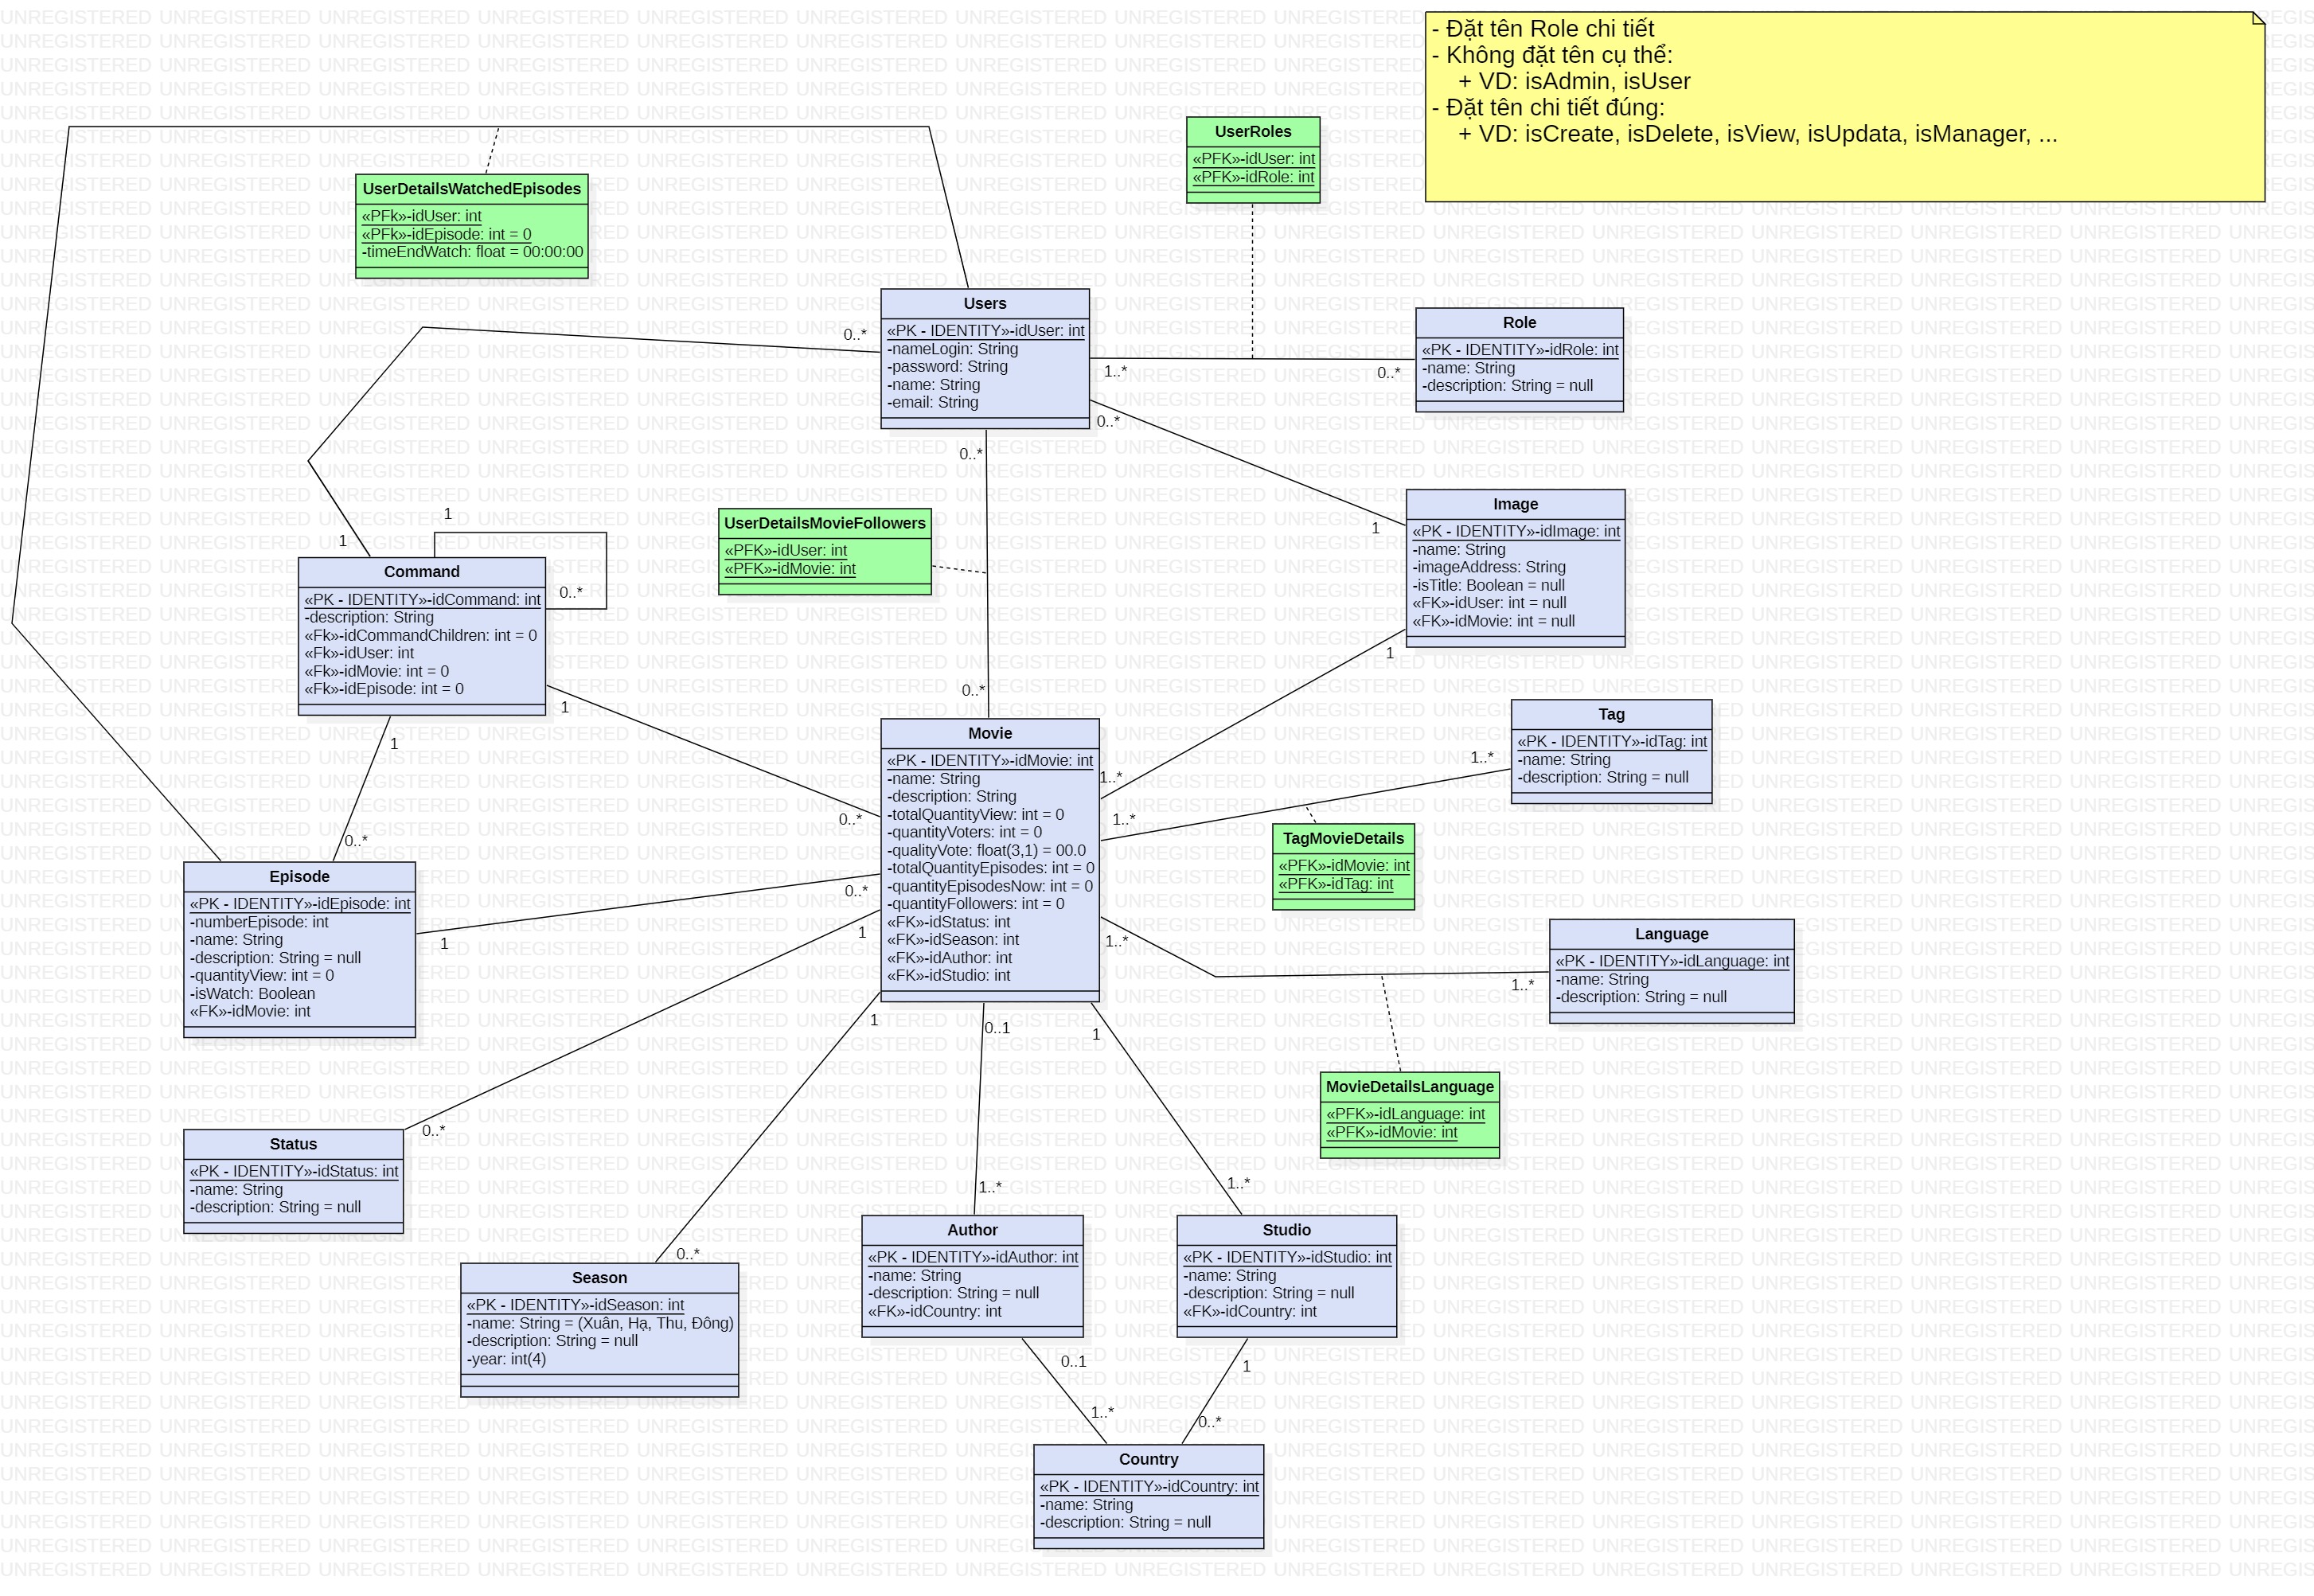 - Đặt tên Role chi tiết
- Không đặt tên cụ thể:
+ VD: isAdmin, isUser
- Đặt tên chi tiết đúng:
+ VD: isCreate, isDelete, isView, isUpdata, isManager, ...
UserRoles
«PFK»-idUser: int
«PFK»-idRole: int
UserDetailsWatchedEpisodes
«PFk»-idUser: int
«PFk»-idEpisode: int = 0
-timeEndWatch: float = 00:00:00
Users
«PK - IDENTITY»-idUser: int
-nameLogin: String
-password: String
-name: String
-email: String
0..*
1..*
0..*
0..*
0..*
Role
«PK - IDENTITY»-idRole: int
-name: String
-description: String = null
Image
«PK - IDENTITY»-idImage: int
-name: String
-imageAddress: String
-isTitle: Boolean = null
«FK»-idUser: int = null
«FK»-idMovie: int = null
1
1
UserDetailsMovieFollowers
«PFK»-idUser: int
«PFK»-idMovie: int
1
1
0..*
Command
«PK - IDENTITY»-idCommand: int
-description: String
«Fk»-idCommandChildren: int = 0
«Fk»-idUser: int
«Fk»-idMovie: int = 0
«Fk»-idEpisode: int = 0
1
1
0..*
0..*
Movie
«PK - IDENTITY»-idMovie: int
-name: String
-description: String
-totalQuantityView: int = 0
-quantityVoters: int = 0
-qualityVote: float(3,1) = 00.0
-totalQuantityEpisodes: int = 0
-quantityEpisodesNow: int = 0
-quantityFollowers: int = 0
«FK»-idStatus: int
«FK»-idSeason: int
«FK»-idAuthor: int
«FK»-idStudio: int
1..*
1..*
1..*
0..*
0..*
1
1
0..1
1
Tag
«PK - IDENTITY»-idTag: int
-name: String
-description: String = null
1..*
TagMovieDetails
«PFK»-idMovie: int
«PFK»-idTag: int
Language
«PK - IDENTITY»-idLanguage: int
-name: String
-description: String = null
1..*
MovieDetailsLanguage
«PFK»-idLanguage: int
«PFK»-idMovie: int
Episode
«PK - IDENTITY»-idEpisode: int
-numberEpisode: int
-name: String
-description: String = null
-quantityView: int = 0
-isWatch: Boolean
«FK»-idMovie: int
1
Status
«PK - IDENTITY»-idStatus: int
-name: String
-description: String = null
0..*
Season
«PK - IDENTITY»-idSeason: int
-name: String = (Xuân, Hạ, Thu, Đông)
-description: String = null
-year: int(4)
0..*
1..*
Author
«PK - IDENTITY»-idAuthor: int
-name: String
-description: String = null
«FK»-idCountry: int
1..*
Studio
«PK - IDENTITY»-idStudio: int
-name: String
-description: String = null
«FK»-idCountry: int
0..1
1
1..*
0..*
Country
«PK - IDENTITY»-idCountry: int
-name: String
-description: String = null
UNREGISTERED